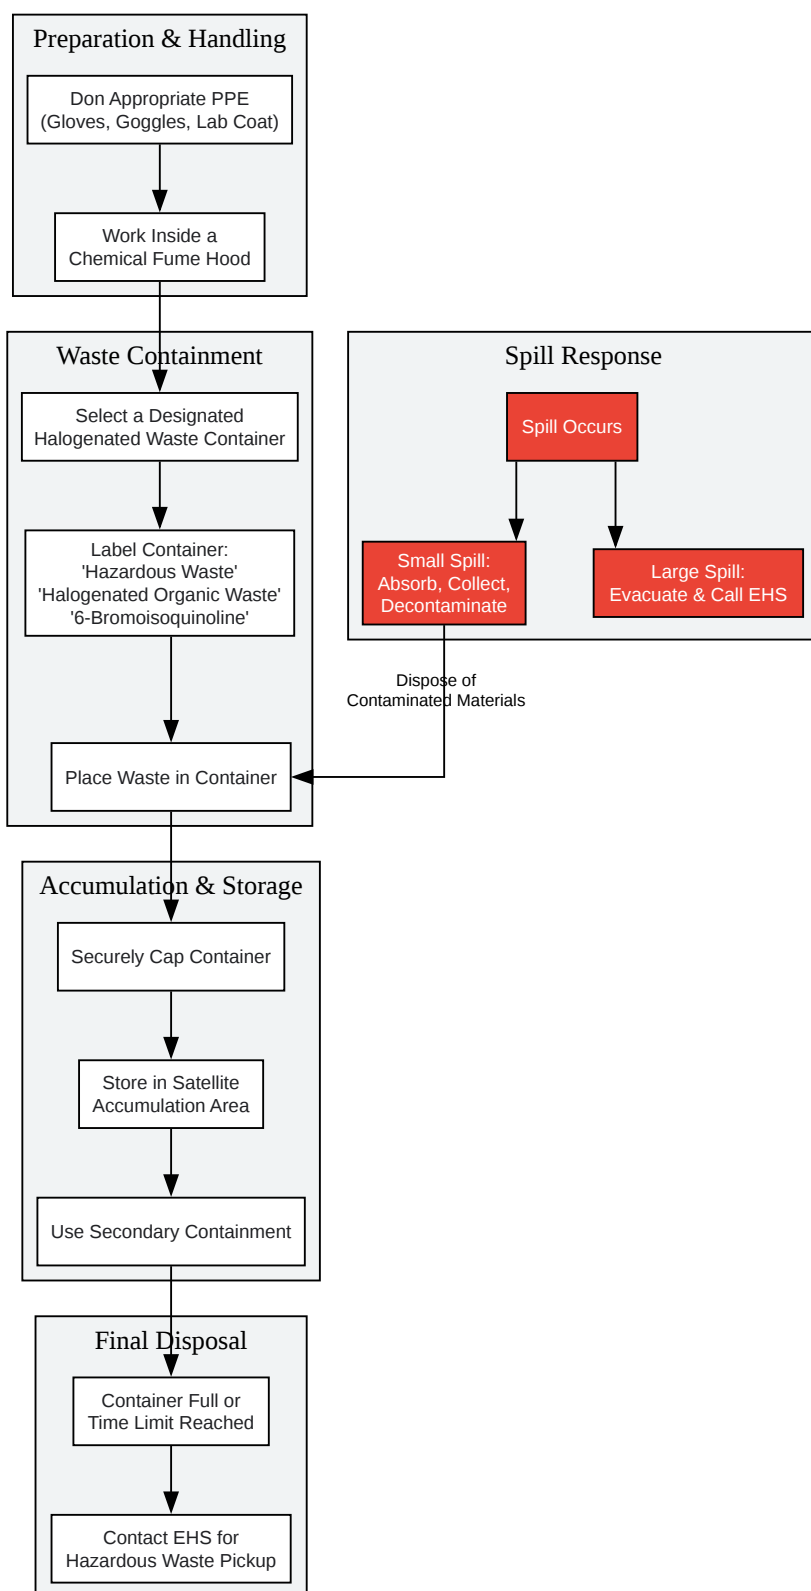 Preparation & Handling
Don Appropriate PPE
(Gloves, Goggles, Lab Coat)
Work Inside a
Chemical Fume Hood
Waste Containment
Select a Designated
Halogenated Waste Container
Label Container:
'Hazardous Waste'
'Halogenated Organic Waste'
'6-Bromoisoquinoline'
Place Waste in Container
Spill Response
Spill Occurs
Small Spill:
Absorb, Collect,
Decontaminate
Large Spill:
Evacuate & Call EHS
Dispose of
Contaminated Materials
Accumulation & Storage
Securely Cap Container
Store in Satellite
Accumulation Area
Use Secondary Containment
Final Disposal
Container Full or
Time Limit Reached
Contact EHS for
Hazardous Waste Pickup